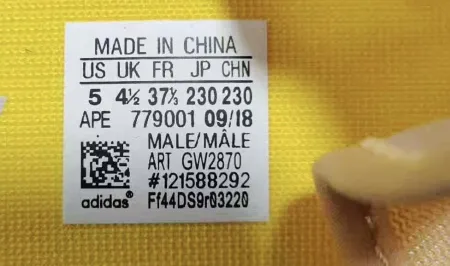 MADE IN CHINA
US UK FR JP CHN
5 4½ 37⅓ 230 230
APE 779001 09/18
MALE/MÂLE
ART GW2870
#121588292
adidas® Ff44DS9r03220